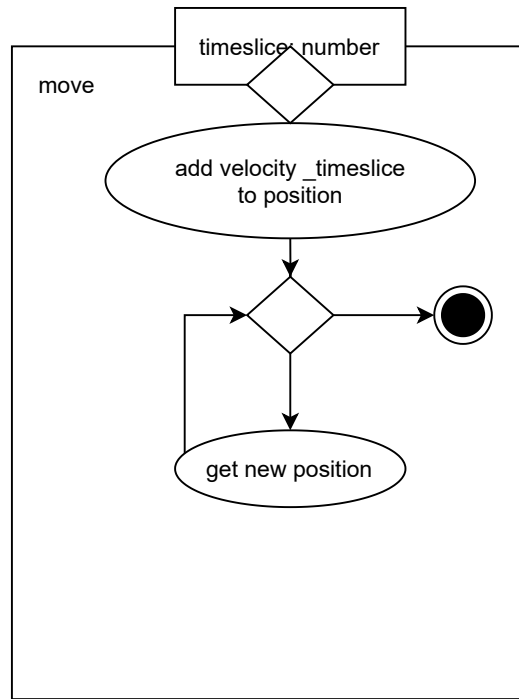 timeslice: number
move
add velocity _timeslice
to position
get new position